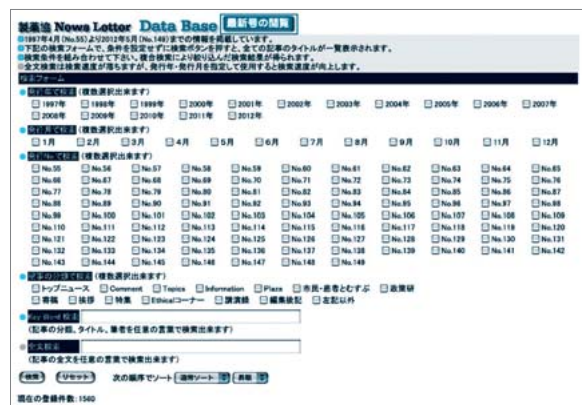 製薬協 Nows Lottor Data Base 最新号の閲覧
1997年4月(No.55)より2012年5月(No.149)までの情報を掲載しています。
下記の検索フォームで、条件を設定せずに検索ボタンを押すと、全ての記事のタイトルが一覧表示されます。
検索条件を組み合わせて下さい。複合検索により絞り込んだ検索結果が得られます。
全文検索は検索速度が落ちますが、発行年・発行月を指定して使用すると検索速度が向上します。
検索フォーム
発行年で検索(複数選択出来ます)
1997年 1998年 1999年 2000年 2001年 2002年 2003年 2004年 2005年 2006年 2007年
2008年 2009年 2010年 2011年 2012年
発行月で検索(複数選択出来ます)
1月 2月 3月 4月 5月 6月 7月 8月 9月 10月 11月 12月
発行No.で検索(複数選択出来ます)
No.55 No.56 No.57 No.58 No.59 No.60 No.61 No.62 No.63 No.64 No.65
No.66 No.67 No.68 No.69 No.70 No.71 No.72 No.73 No.74 No.75 No.76
No.77 No.78 No.79 No.80 No.81 No.82 No.83 No.84 No.85 No.86 No.87
No.88 No.89 No.90 No.91 No.92 No.93 No.94 No.95 No.96 No.97 No.98
No.99 No.100 No.101 No.102 No.103 No.104 No.105 No.106 No.107 No.108 No.109
No.110 No.111 No.112 No.113 No.114 No.115 No.116 No.117 No.118 No.119 No.120
No.121 No.122 No.123 No.124 No.125 No.126 No.127 No.128 No.129 No.130 No.131
No.132 No.133 No.134 No.135 No.136 No.137 No.138 No.139 No.140 No.141 No.142
No.143 No.144 No.145 No.146 No.147 No.148 No.149
記事の分類で検索(複数選択出来ます)
トップニュース Comment Topics Information Plaza 市民・患者とむすぶ 政策研
寄稿 挨拶 特集 Ethicalコーナー 講演録 編集後記 左記以外
Key Word 検索
(記事の分類、タイトル、筆者を任意の言葉で検索出来ます)
全文検索
(記事の全文を任意の言葉で検索出来ます)
検索 リセット 次の順序でソート 通常ソート 昇順
現在の登録件数:1540